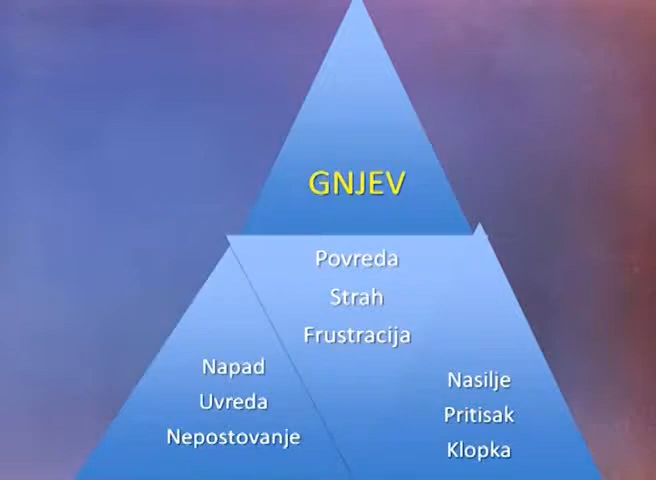 GNJEV
Povreda
Strah
Frustracija
Napad
Uvreda
Nepostovanje
Nasilje
Pritisak
Klopka